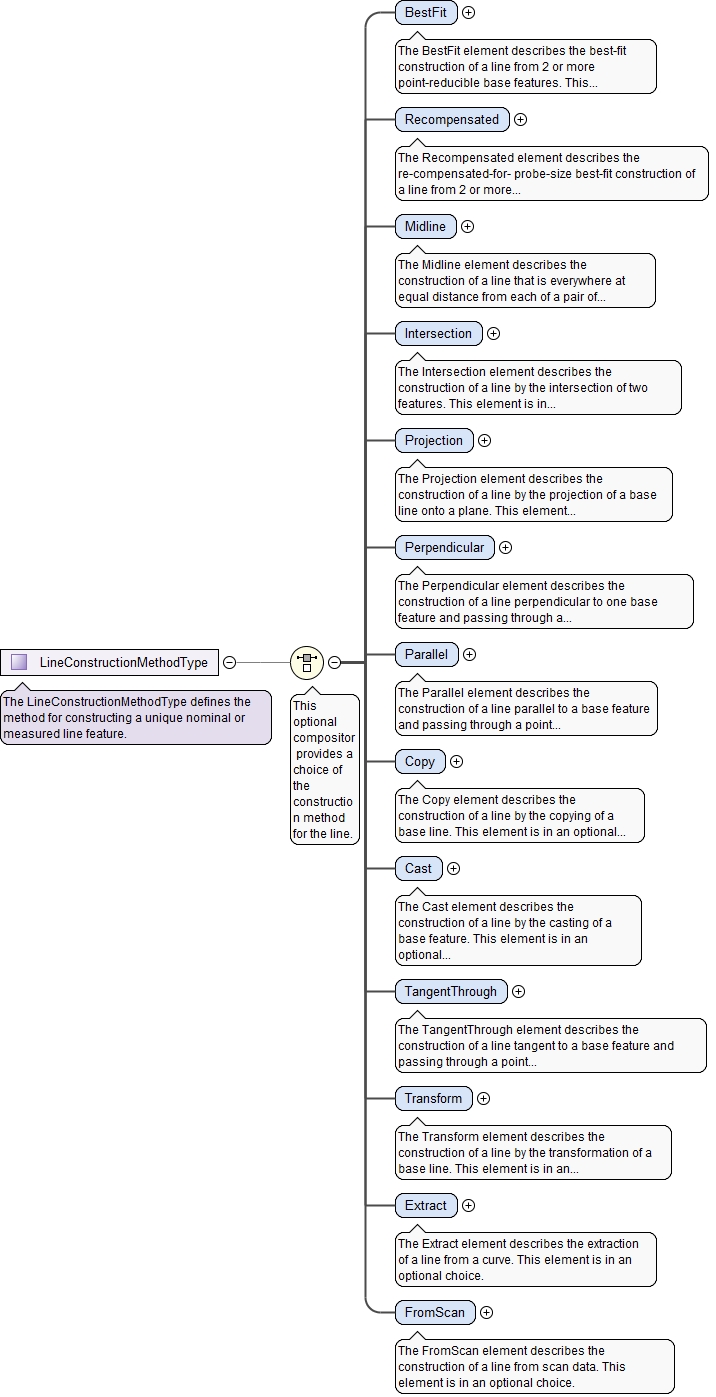 BestFit
The BestFit element describes the best-fit
construction of a line from 2 or more
point-reducible base features. This...
Recompensated
The Recompensated element describes the
re-compensated-for- probe-size best-fit construction of
a line from 2 or more...
Midline
The Midline element describes the
construction of a line that is everywhere at
equal distance from each of a pair of...
Intersection
The Intersection element describes the
construction of a line by the intersection of two
features. This element is in...
Projection
The Projection element describes the
construction of a line by the projection of a base
line onto a plane. This element...
Perpendicular
The Perpendicular element describes the
construction of a line perpendicular to one base
feature and passing through a...
LineConstructionMethodType
The LineConstructionMethodType defines the
method for constructing a unique nominal or
measured line feature.
This
optional
compositor
provides a
choice of
the
constructio
n method
for the line.
Parallel
The Parallel element describes the
construction of a line parallel to a base feature
and passing through a point...
Copy
The Copy element describes the
construction of a line by the copying of a
base line. This element is in an optional...
Cast
The Cast element describes the
construction of a line by the casting of a
base feature. This element is in an
optional...
TangentThrough
The TangentThrough element describes the
construction of a line tangent to a base feature and
passing through a point...
Transform
The Transform element describes the
construction of a line by the transformation of a
base line. This element is in an...
Extract
The Extract element describes the extraction
of a line from a curve. This element is in an
optional choice.
FromScan
The FromScan element describes the
construction of a line from scan data. This
element is in an optional choice.